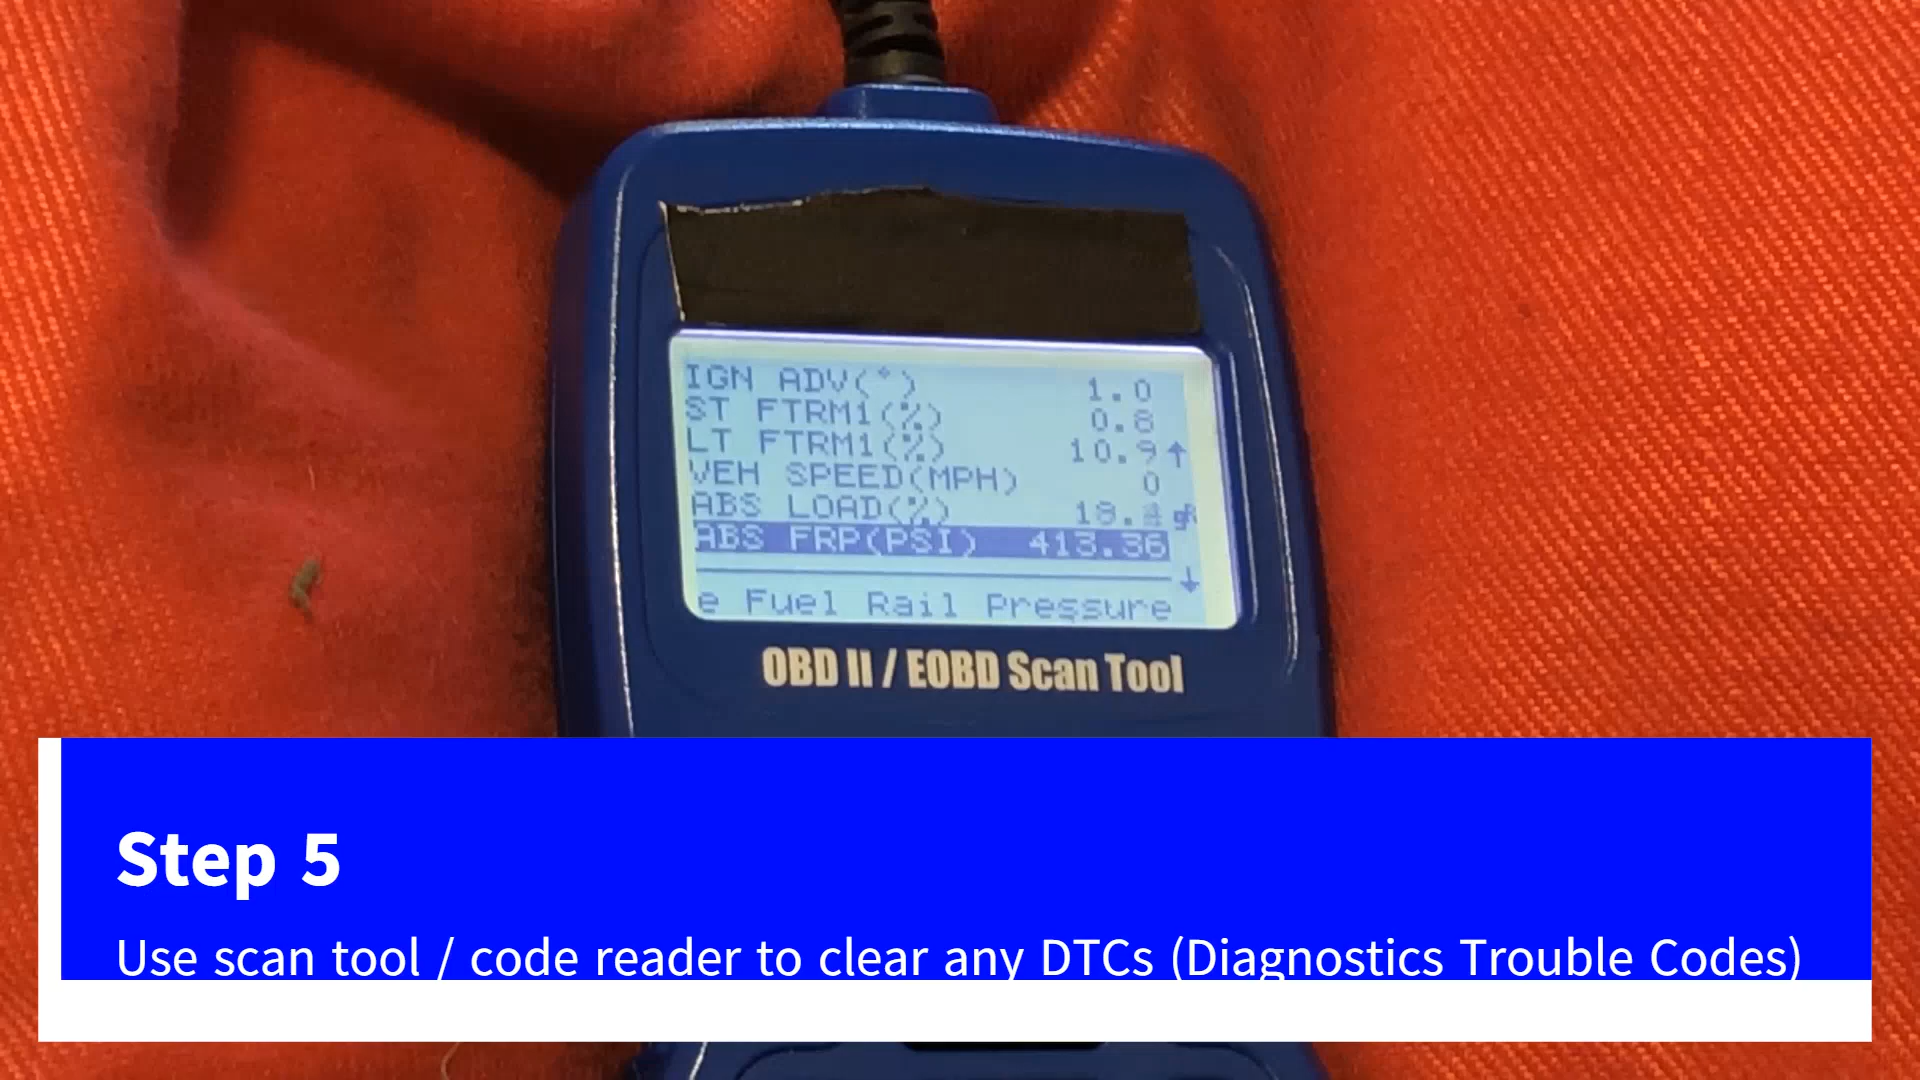 IGN ADV(°) 1.0
ST FTRM1(%) 0.8
LT FTRM1(%) 10.9↑
VEH SPEED(MPH) 0
ABS LOAD(%)
ABS FRP(PSI) 413.36
↓
e Fuel Rail Pressure
OBD II / EOBD Scan Tool
Step 5
Use scan tool / code reader to clear any DTCs (Diagnostics Trouble Codes)